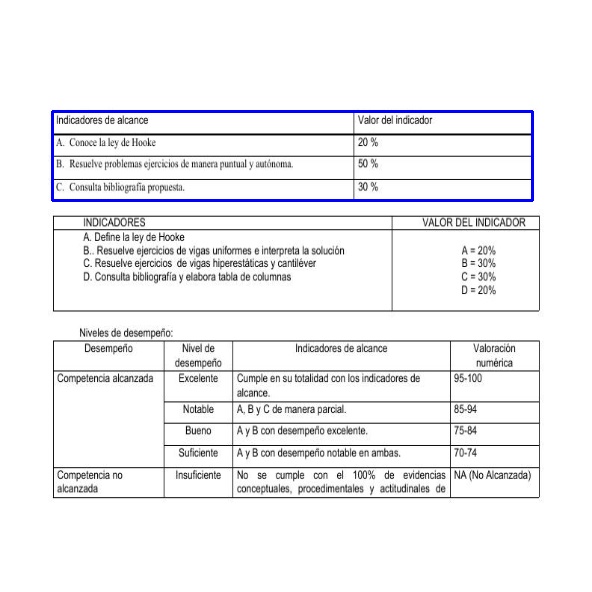 Indicadores de alcance Valor del indicador
A. Conoce la ley de Hooke 20 %
B. Resuelve problemas ejercicios de manera puntual y autónoma. 50 %
C. Consulta bibliografía propuesta. 30 %
INDICADORES VALOR DEL INDICADOR
A. Define la ley de Hooke
B.. Resuelve ejercicios de vigas uniformes e interpreta la solución A = 20%
C. Resuelve ejercicios de vigas hiperestáticas y cantiléver B = 30%
D. Consulta bibliografía y elabora tabla de columnas C = 30%
D = 20%
Niveles de desempeño:
Desempeño Nivel de desempeño Indicadores de alcance Valoración numérica
Competencia alcanzada Excelente Cumple en su totalidad con los indicadores de 95-100
alcance.
Notable A, B y C de manera parcial. 85-94
Bueno A y B con desempeño excelente. 75-84
Suficiente A y B con desempeño notable en ambas. 70-74
Competencia no alcanzada Insuficiente No se cumple con el 100% de evidencias NA (No Alcanzada)
conceptuales, procedimentales y actitudinales de